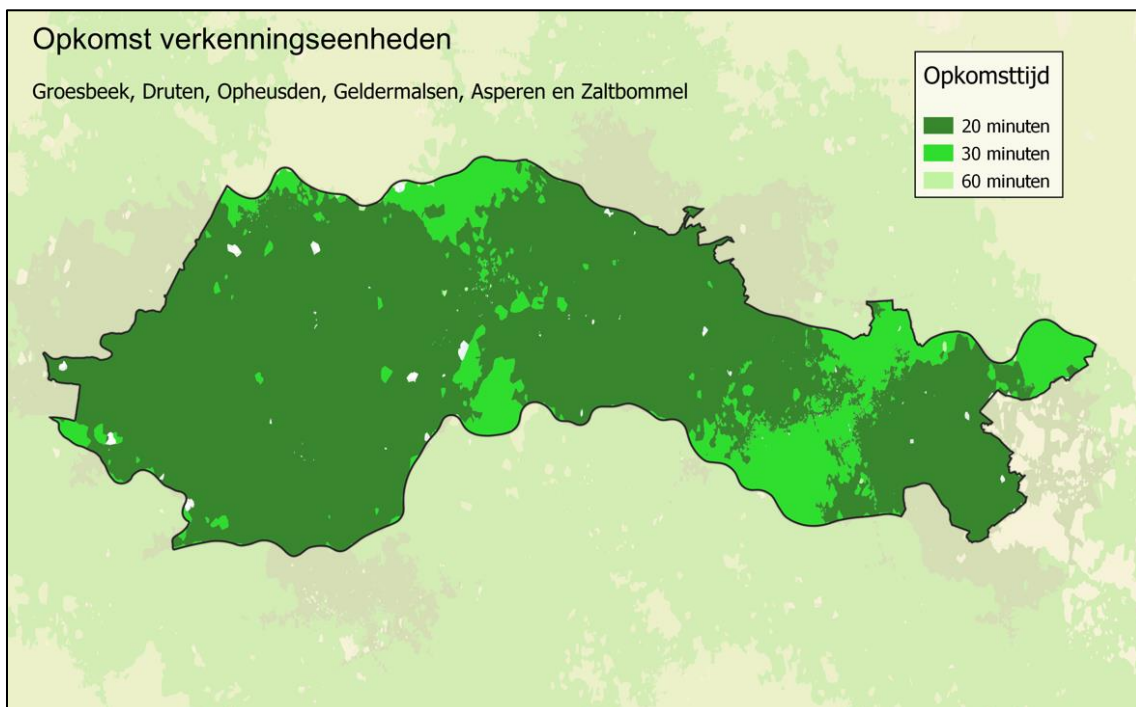 Opkomst verkenningseenheden
Groesbeek, Druten, Opheusden, Geldermalsen, Asperen en Zaltbommel
Opkomsttijd
20 minuten
30 minuten
60 minuten